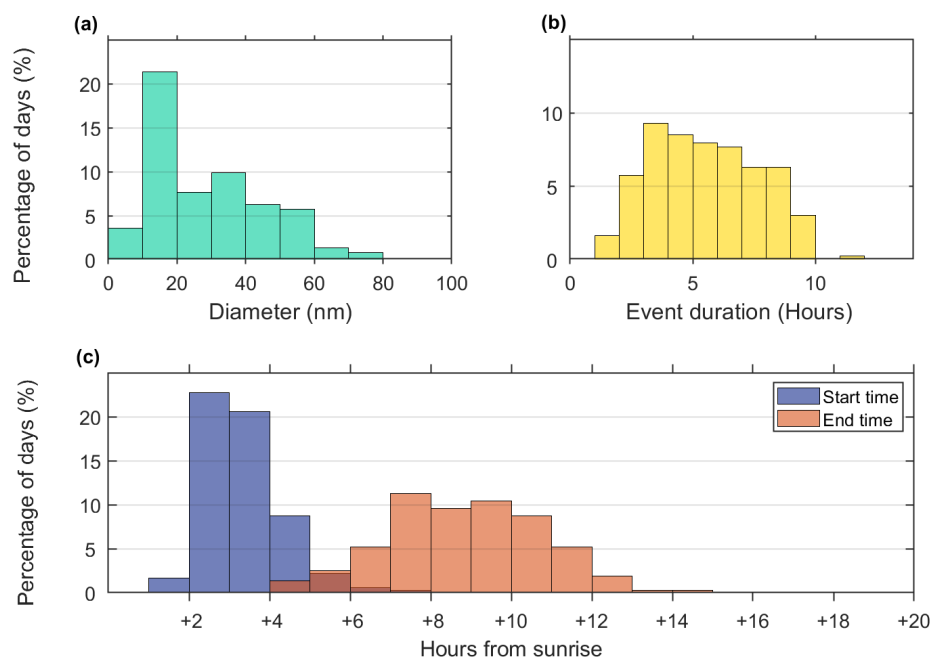 (a)
Percentage of days (%)
20
15
10
5
0
0 20 40 60 80 100
Diameter (nm)
(b)
10
5
0
0 5 10
Event duration (Hours)
(c)
Percentage of days (%)
20
15
10
5
0
Start time
End time
+2 +4 +6 +8 +10 +12 +14 +16 +18 +20
Hours from sunrise